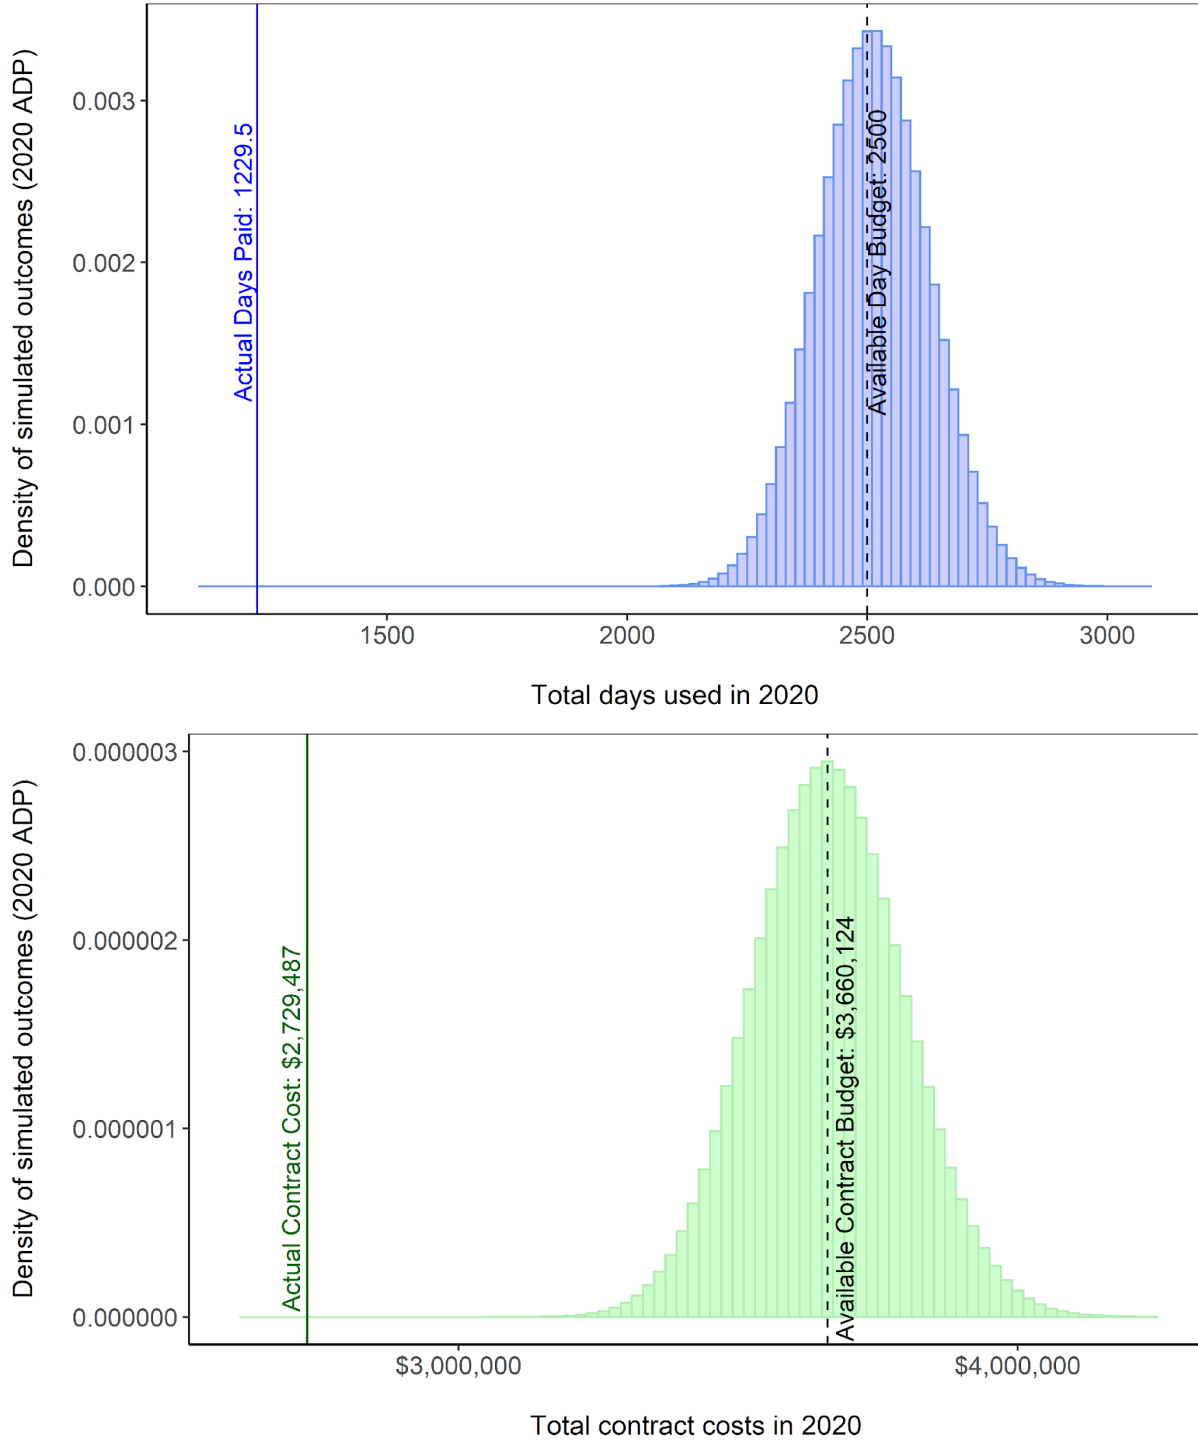 Density of simulated outcomes (2020 ADP)
0.003
0.002
0.001
0.000
Actual Days Paid: 1229.5
Available Day Budget: 2500
1500
2000
2500
3000
Total days used in 2020
Density of simulated outcomes (2020 ADP)
0.000003
0.000002
0.000001
0.000000
Actual Contract Cost: $2,729,487
Available Contract Budget: $3,660,124
$3,000,000
$4,000,000
Total contract costs in 2020